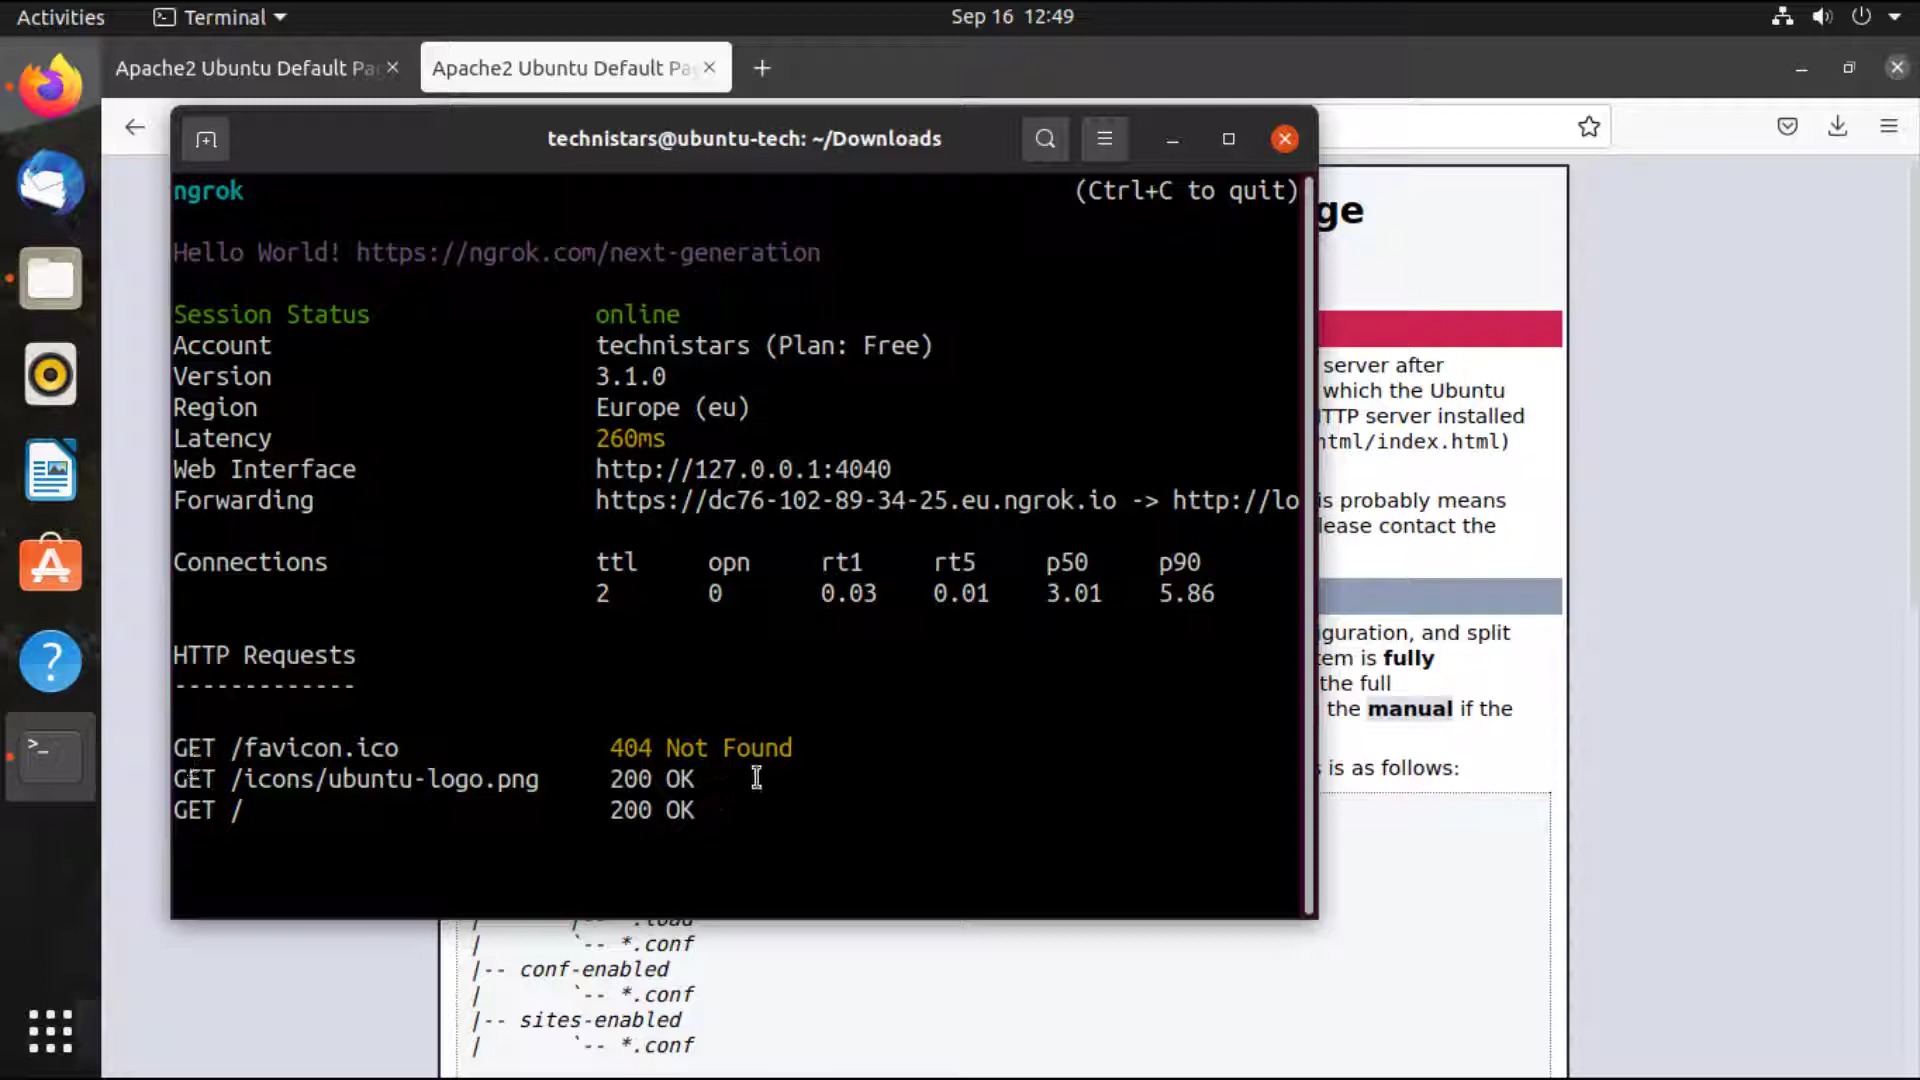 Activities
Terminal
Sep 16 12:49
Apache2 Ubuntu Default Pa
Apache2 Ubuntu Default Pa
technistars@ubuntu-tech: ~/Downloads
ngrok (Ctrl+C to quit)
Hello World! https://ngrok.com/next-generation
Session Status online
Account technistars (Plan: Free)
Version 3.1.0
Region Europe (eu)
Latency 260ms
Web Interface http://127.0.0.1:4040
Forwarding https://dc76-102-89-34-25.eu.ngrok.io -> http://lo
Connections ttl opn rt1 rt5 p50 p90
2 0 0.03 0.01 3.01 5.86
HTTP Requests
-------------
GET /favicon.ico 404 Not Found
GET /icons/ubuntu-logo.png 200 OK
GET / 200 OK
ge
server after
which the Ubuntu
TTP server installed
html/index.html)
is probably means
lease contact the
iguration, and split
tem is fully
the full
the manual if the
s is as follows:
| |-- *.load
| `-- *.conf
|-- conf-enabled
| `-- *.conf
|-- sites-enabled
| `-- *.conf